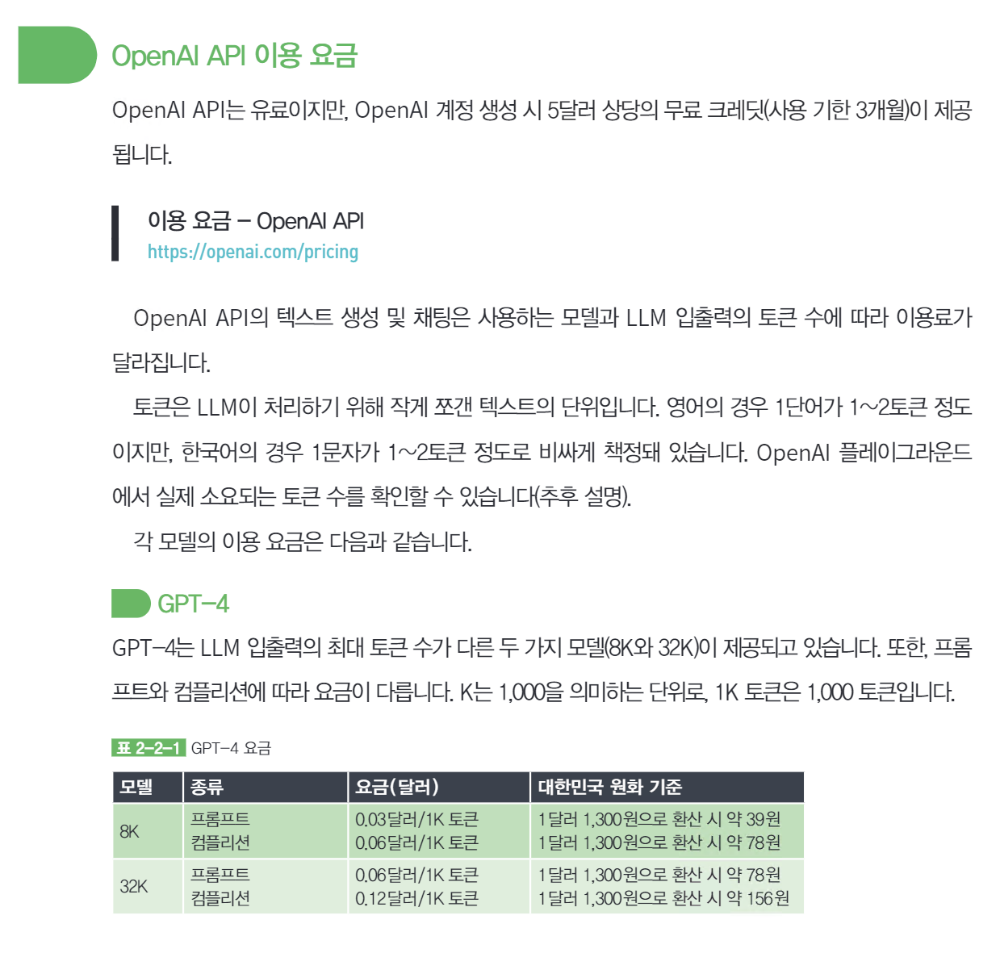 OpenAI API 이용 요금
OpenAI API는 유료이지만, OpenAI 계정 생성 시 5달러 상당의 무료 크레딧(사용 기한 3개월)이 제공
됩니다.
이용 요금 – OpenAI API
https://openai.com/pricing
OpenAI API의 텍스트 생성 및 채팅은 사용하는 모델과 LLM 입출력의 토큰 수에 따라 이용료가
달라집니다.
토큰은 LLM이 처리하기 위해 작게 쪼갠 텍스트의 단위입니다. 영어의 경우 1단어가 1~2토큰 정도
이지만, 한국어의 경우 1문자가 1~2토큰 정도로 비싸게 책정돼 있습니다. OpenAI 플레이그라운드
에서 실제 소요되는 토큰 수를 확인할 수 있습니다(추후 설명).
각 모델의 이용 요금은 다음과 같습니다.
GPT-4
GPT-4는 LLM 입출력의 최대 토큰 수가 다른 두 가지 모델(8K와 32K)이 제공되고 있습니다. 또한, 프롬
프트와 컴플리션에 따라 요금이 다릅니다. K는 1,000을 의미하는 단위로, 1K 토큰은 1,000 토큰입니다.
표 2-2-1 GPT-4 요금
모델 종류 요금(달러) 대한민국 원화 기준
8K 프롬프트 0.03달러/1K 토큰 1달러 1,300원으로 환산 시 약 39원
컴플리션 0.06달러/1K 토큰 1달러 1,300원으로 환산 시 약 78원
32K 프롬프트 0.06달러/1K 토큰 1달러 1,300원으로 환산 시 약 78원
컴플리션 0.12달러/1K 토큰 1달러 1,300원으로 환산 시 약 156원